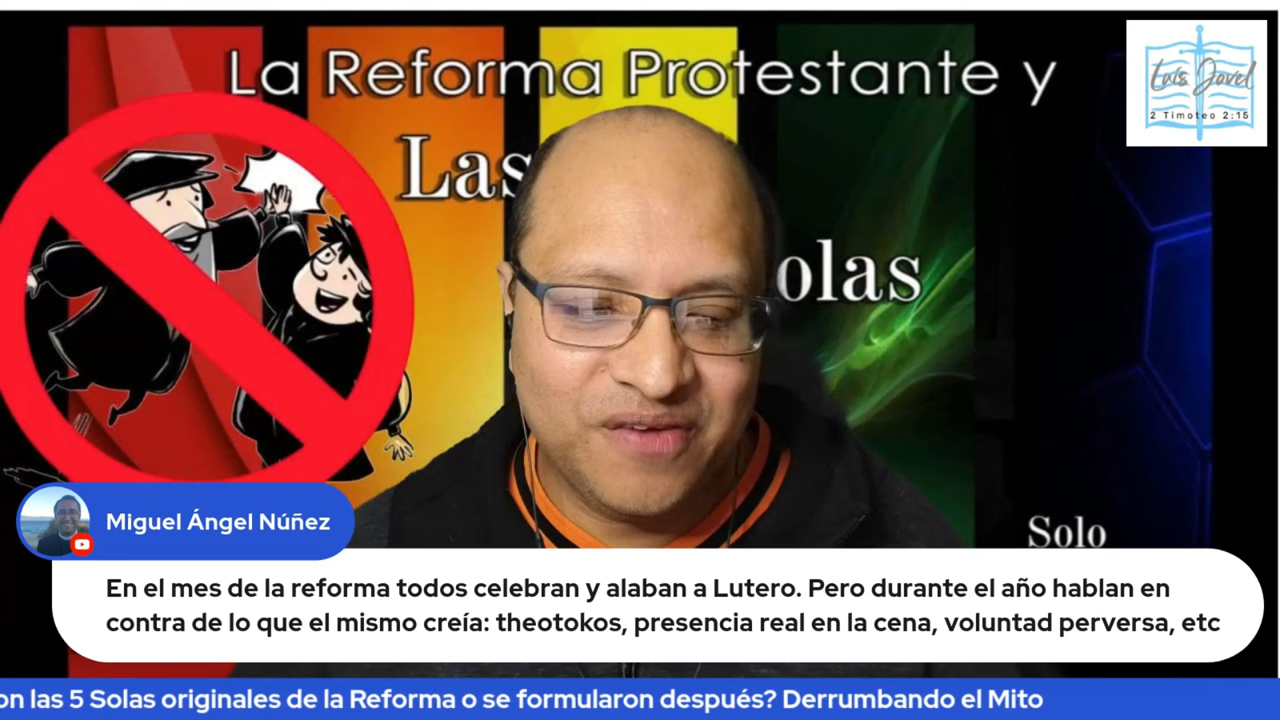 La Reforma Protestante y
Las
olas
Solo
Luis Jovel
2 Timoteo 2:15
Miguel Ángel Núñez
En el mes de la reforma todos celebran y alaban a Lutero. Pero durante el año hablan en
contra de lo que el mismo creía: theotokos, presencia real en la cena, voluntad perversa, etc
on las 5 Solas originales de la Reforma o se formularon después? Derrumbando el Mito